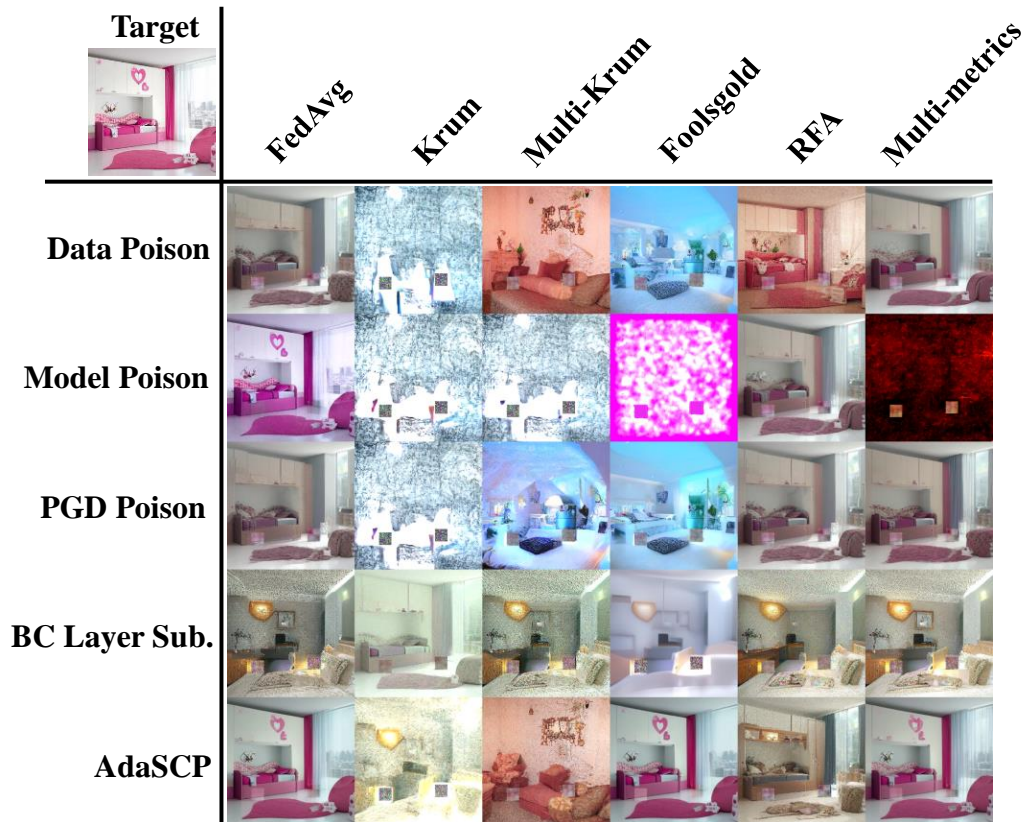 Target
FedAvg
Krum
Multi-Krum
Foolsgold
RFA
Multi-metrics
Data Poison
Model Poison
PGD Poison
BC Layer Sub.
AdaSCP